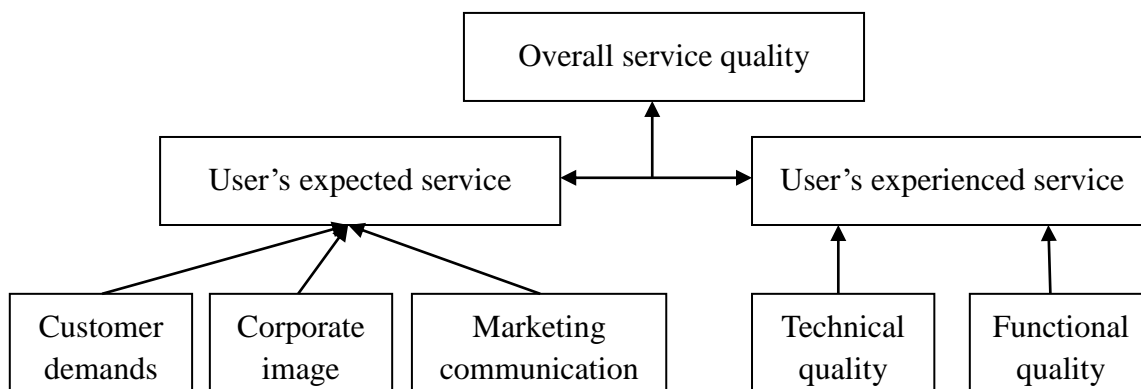 Overall service quality
User’s expected service
User’s experienced service
Customer
demands
Corporate
image
Marketing
communication
Technical
quality
Functional
quality